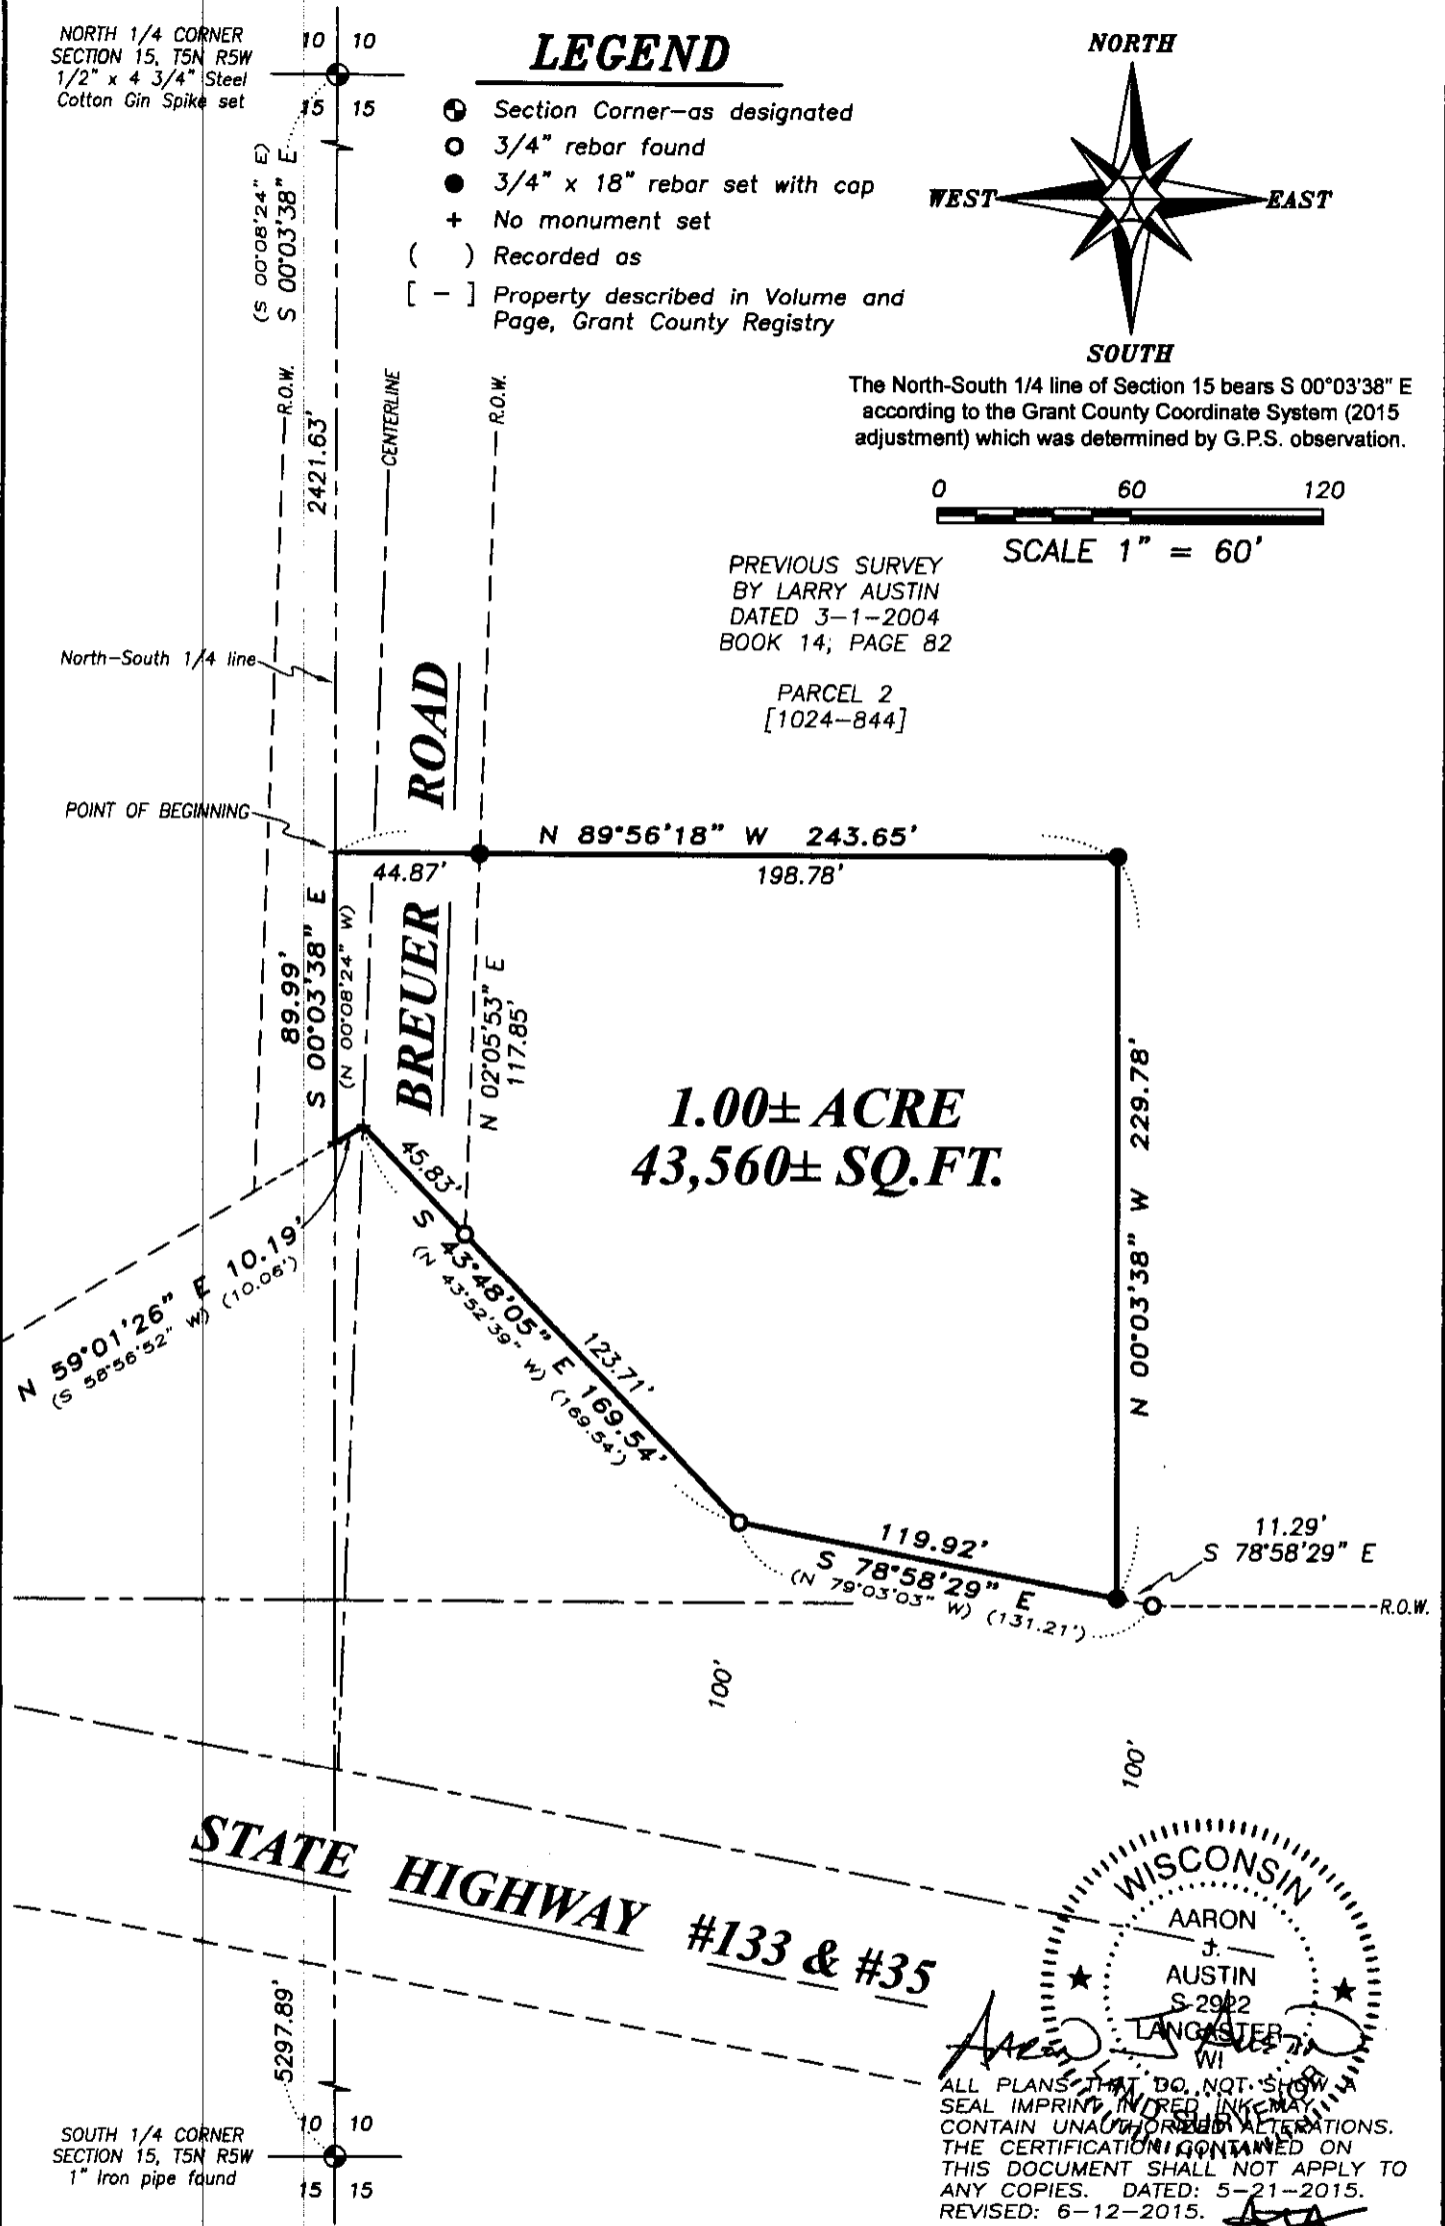 NORTH 1/4 CORNER
SECTION 15, T5N R5W
1/2" x 4 3/4" Steel
Cotton Gin Spike set
10 10
15 15
LEGEND
Section Corner-as designated
3/4" rebar found
3/4" x 18" rebar set with cap
+ No monument set
( ) Recorded as
[ - ] Property described in Volume and
Page, Grant County Registry
NORTH
WEST
EAST
SOUTH
The North-South 1/4 line of Section 15 bears S 00°03'38" E
according to the Grant County Coordinate System (2015
adjustment) which was determined by G.P.S. observation.
0 60 120
SCALE 1" = 60'
(S 00°08'24" E)
S 00°03'38" E
2421.63'
R.O.W.
CENTERLINE
R.O.W.
PREVIOUS SURVEY
BY LARRY AUSTIN
DATED 3-1-2004
BOOK 14; PAGE 82
PARCEL 2
[1024-844]
North-South 1/4 line
POINT OF BEGINNING
BREUER ROAD
N 89°56'18" W 243.65'
44.87'
198.78'
89.99'
S 00°03'38" E
(N 00°08'24" W)
N 02°05'53" E
117.85'
1.00± ACRE
43,560± SQ.FT.
N 00°03'38" W 229.78'
N 59°01'26" E 10.19'
(S 58°56'52" W) (10.06')
45.83'
S 43°48'05" E 169.54'
(N 43°52'39" W) (169.54')
123.71'
119.92'
S 78°58'29" E
(N 79°03'03" W) (131.21')
11.29'
S 78°58'29" E
R.O.W.
100'
100'
STATE HIGHWAY #133 & #35
5297.89'
SOUTH 1/4 CORNER
SECTION 15, T5N R5W
1" Iron pipe found
10 10
15 15
WISCONSIN
AARON
J.
AUSTIN
S-2922
LANCASTER
WI
LAND SURVEYOR
Aaron J Austin
ALL PLANS THAT DO NOT SHOW A
SEAL IMPRINT IN RED INK MAY
CONTAIN UNAUTHORIZED ALTERATIONS.
THE CERTIFICATION CONTAINED ON
THIS DOCUMENT SHALL NOT APPLY TO
ANY COPIES. DATED: 5-21-2015.
REVISED: 6-12-2015.